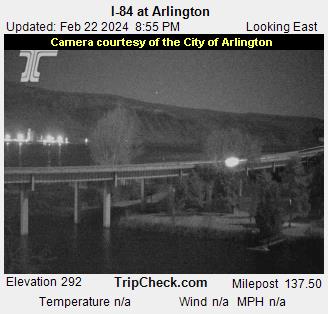 I-84 at Arlington
Updated: Feb 22 2024 8:55 PM Looking East
Camera courtesy of the City of Arlington
Elevation 292 TripCheck.com Milepost 137.50
Temperature n/a Wind n/a MPH n/a